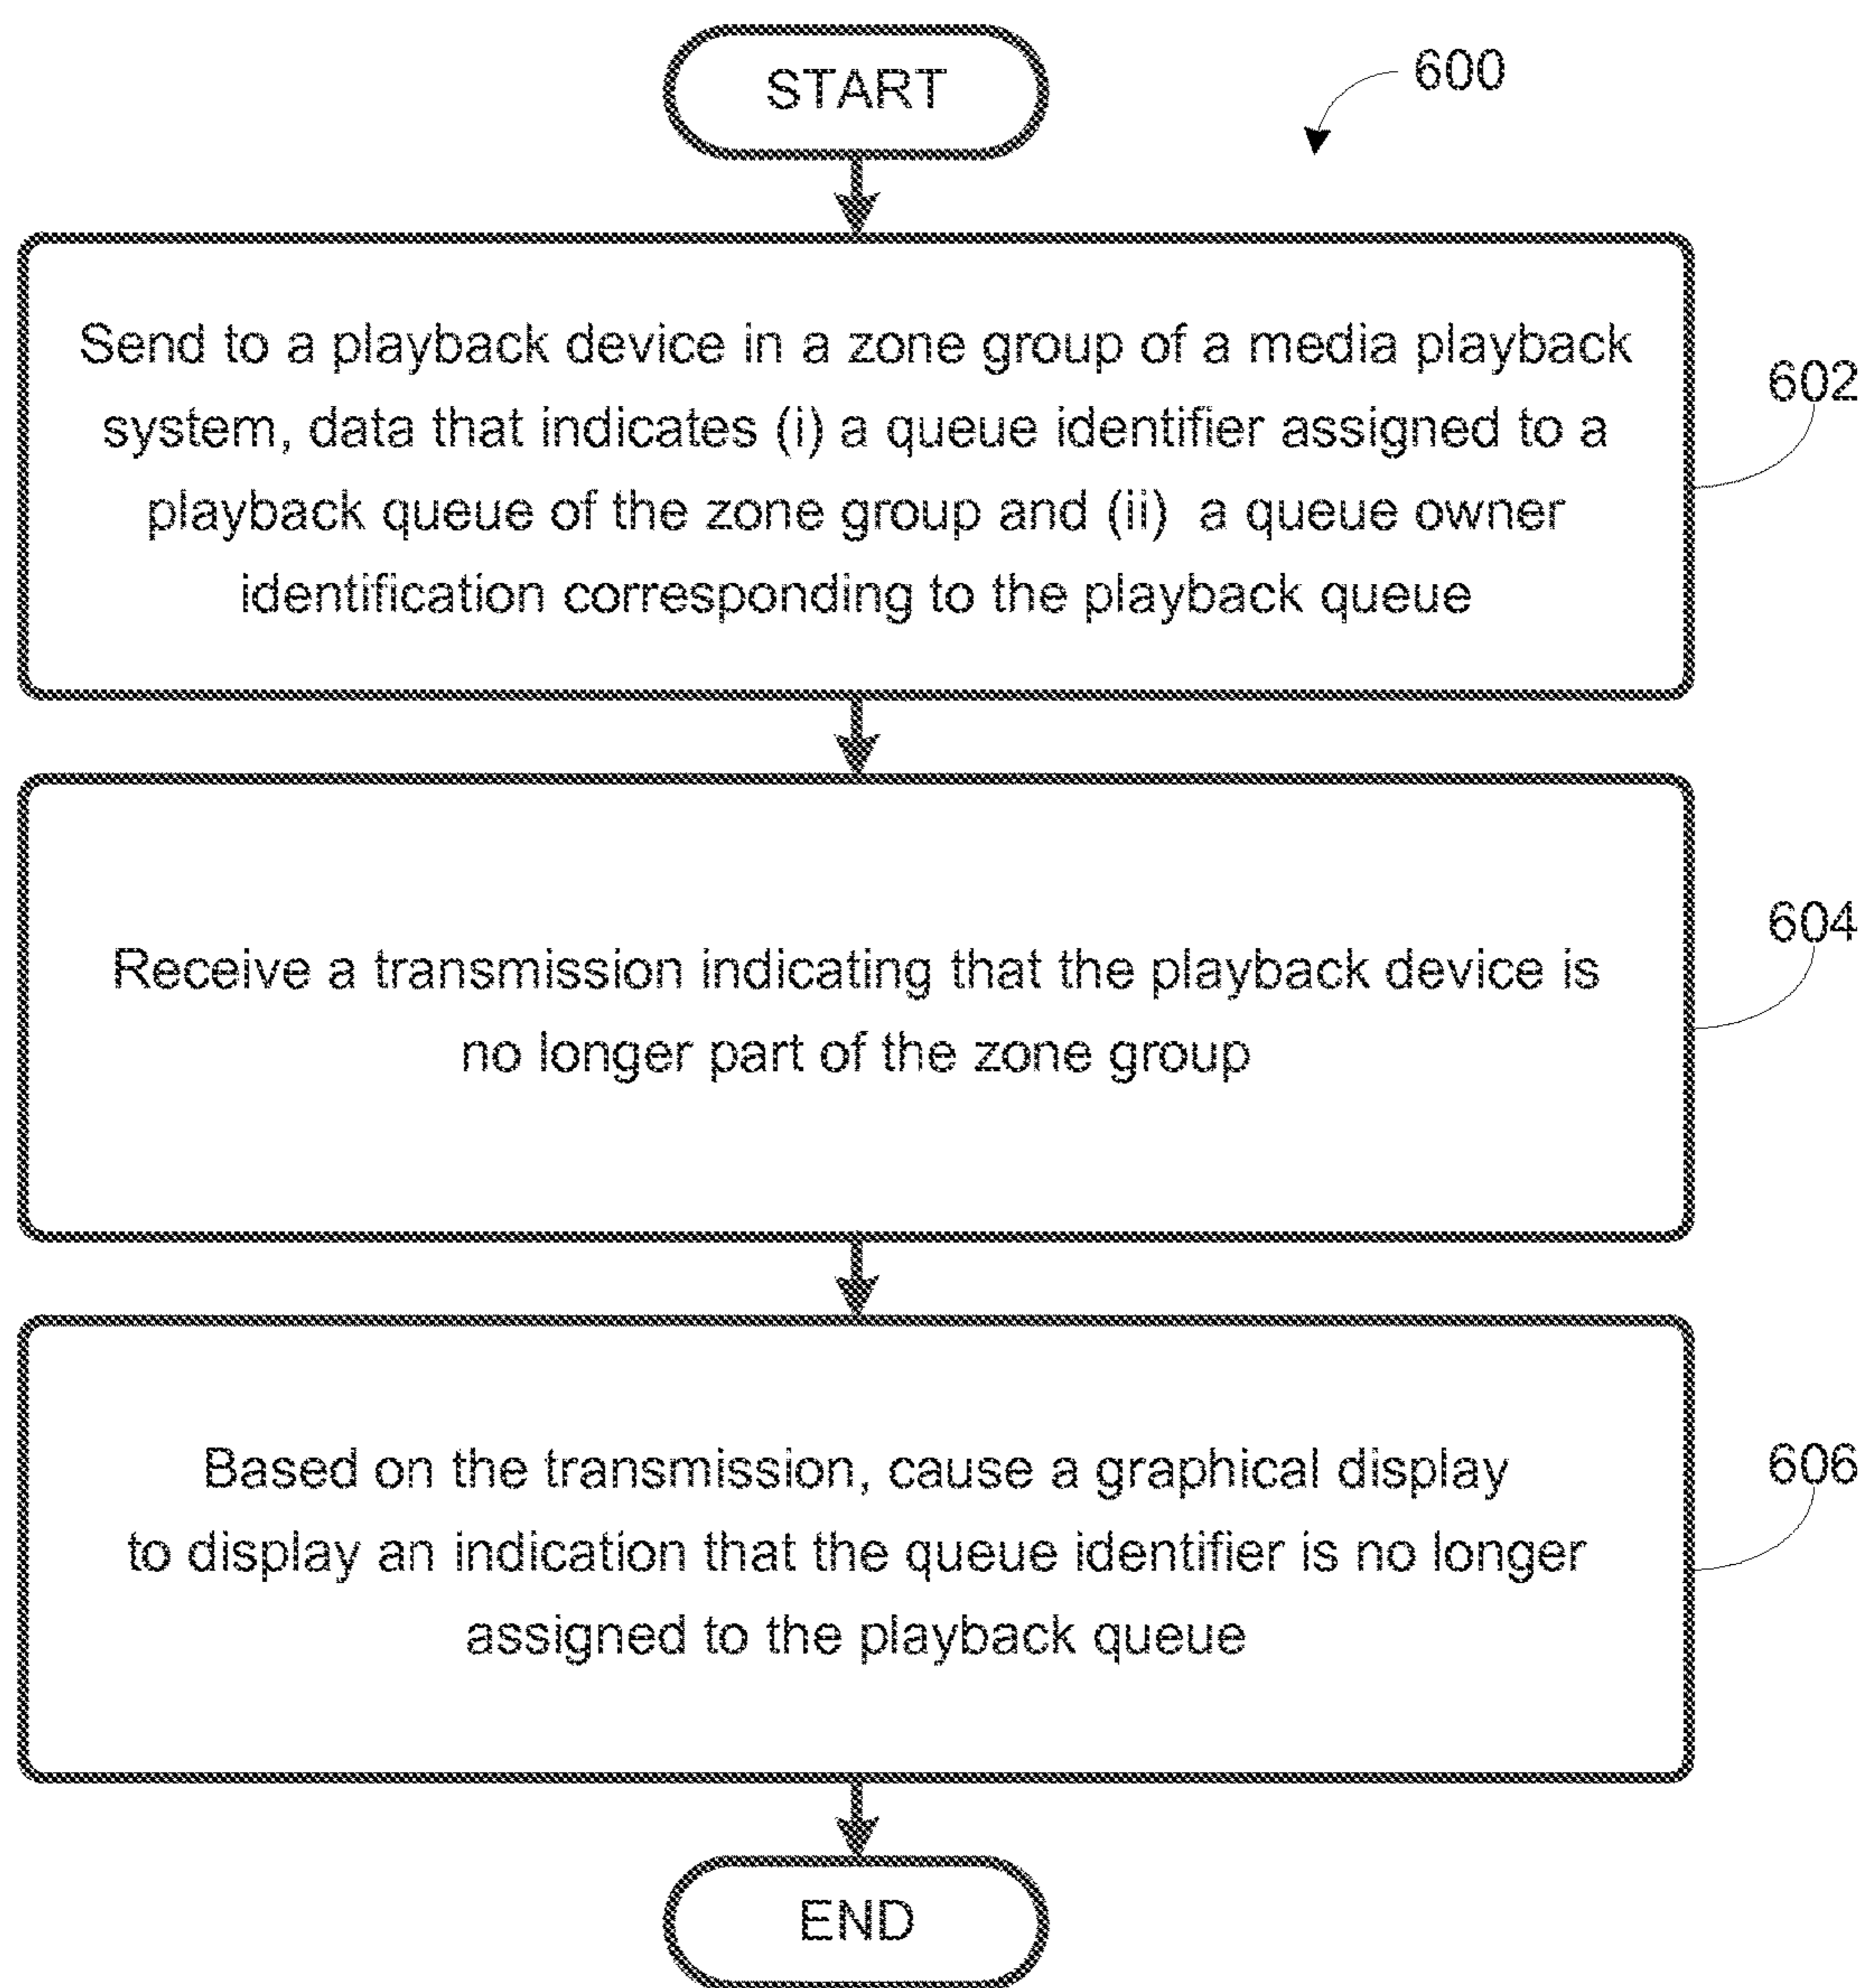 START
600
Send to a playback device in a zone group of a media playback
system, data that indicates (i) a queue identifier assigned to a
playback queue of the zone group and (ii) a queue owner
identification corresponding to the playback queue
602
Receive a transmission indicating that the playback device is
no longer part of the zone group
604
Based on the transmission, cause a graphical display
to display an indication that the queue identifier is no longer
assigned to the playback queue
606
END